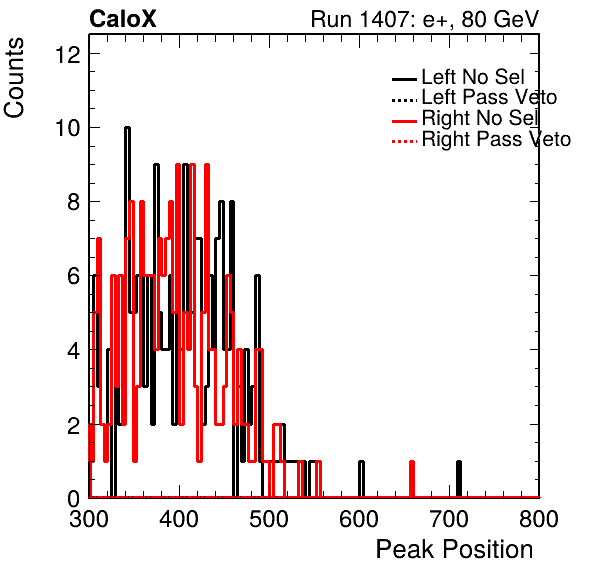 CaloX Run 1407: e+, 80 GeV
Counts
12
10
8
6
4
2
0
Left No Sel
Left Pass Veto
Right No Sel
Right Pass Veto
300 400 500 600 700 800
Peak Position